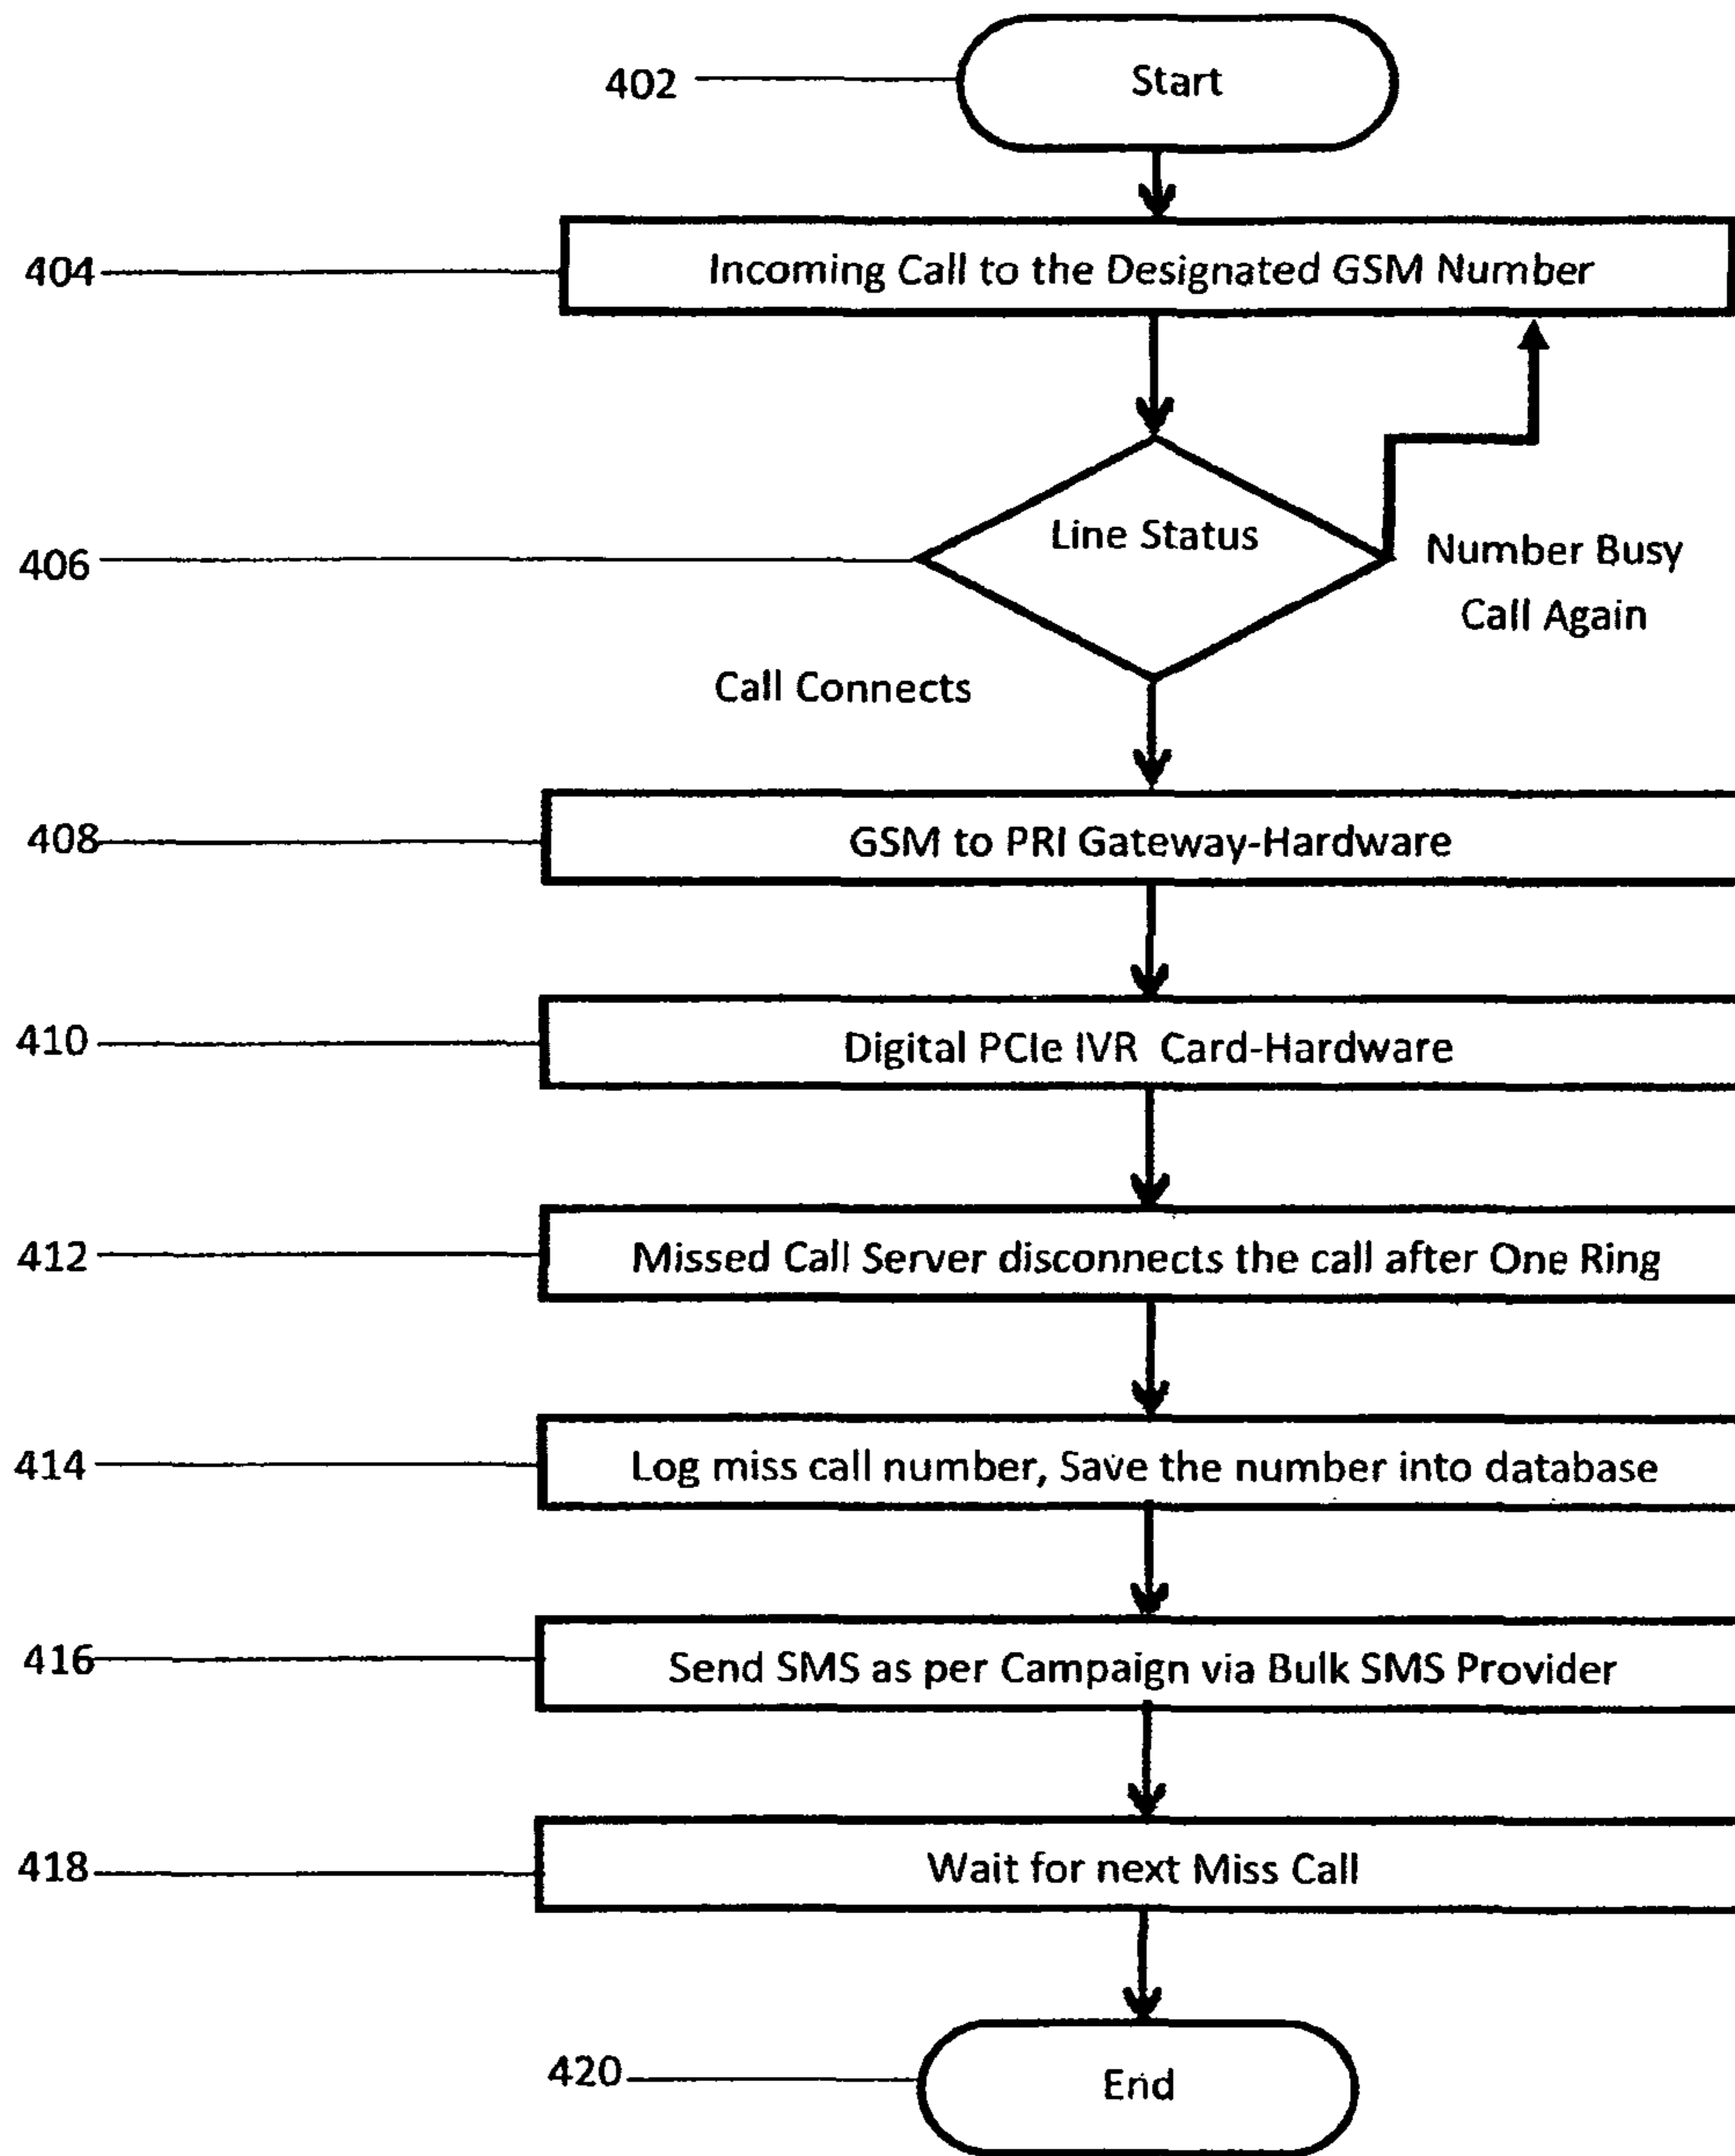 402
Start
404
Incoming Call to the Designated GSM Number
406
Line Status
Number Busy
Call Again
Call Connects
408
GSM to PRI Gateway-Hardware
410
Digital PCIe IVR Card-Hardware
412
Missed Call Server disconnects the call after One Ring
414
Log miss call number, Save the number into database
416
Send SMS as per Campaign via Bulk SMS Provider
418
Wait for next Miss Call
420
End